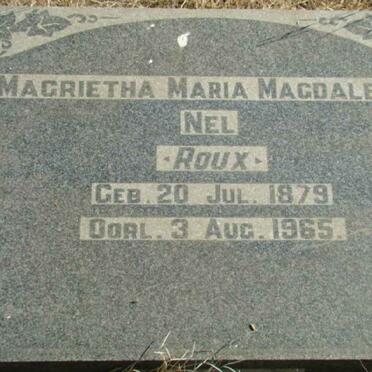 MAGRIETHA MARIA MAGDALE
NEL
·ROUX·
GEB. 20 JUL. 1879
OORL. 3 AUG. 1965.